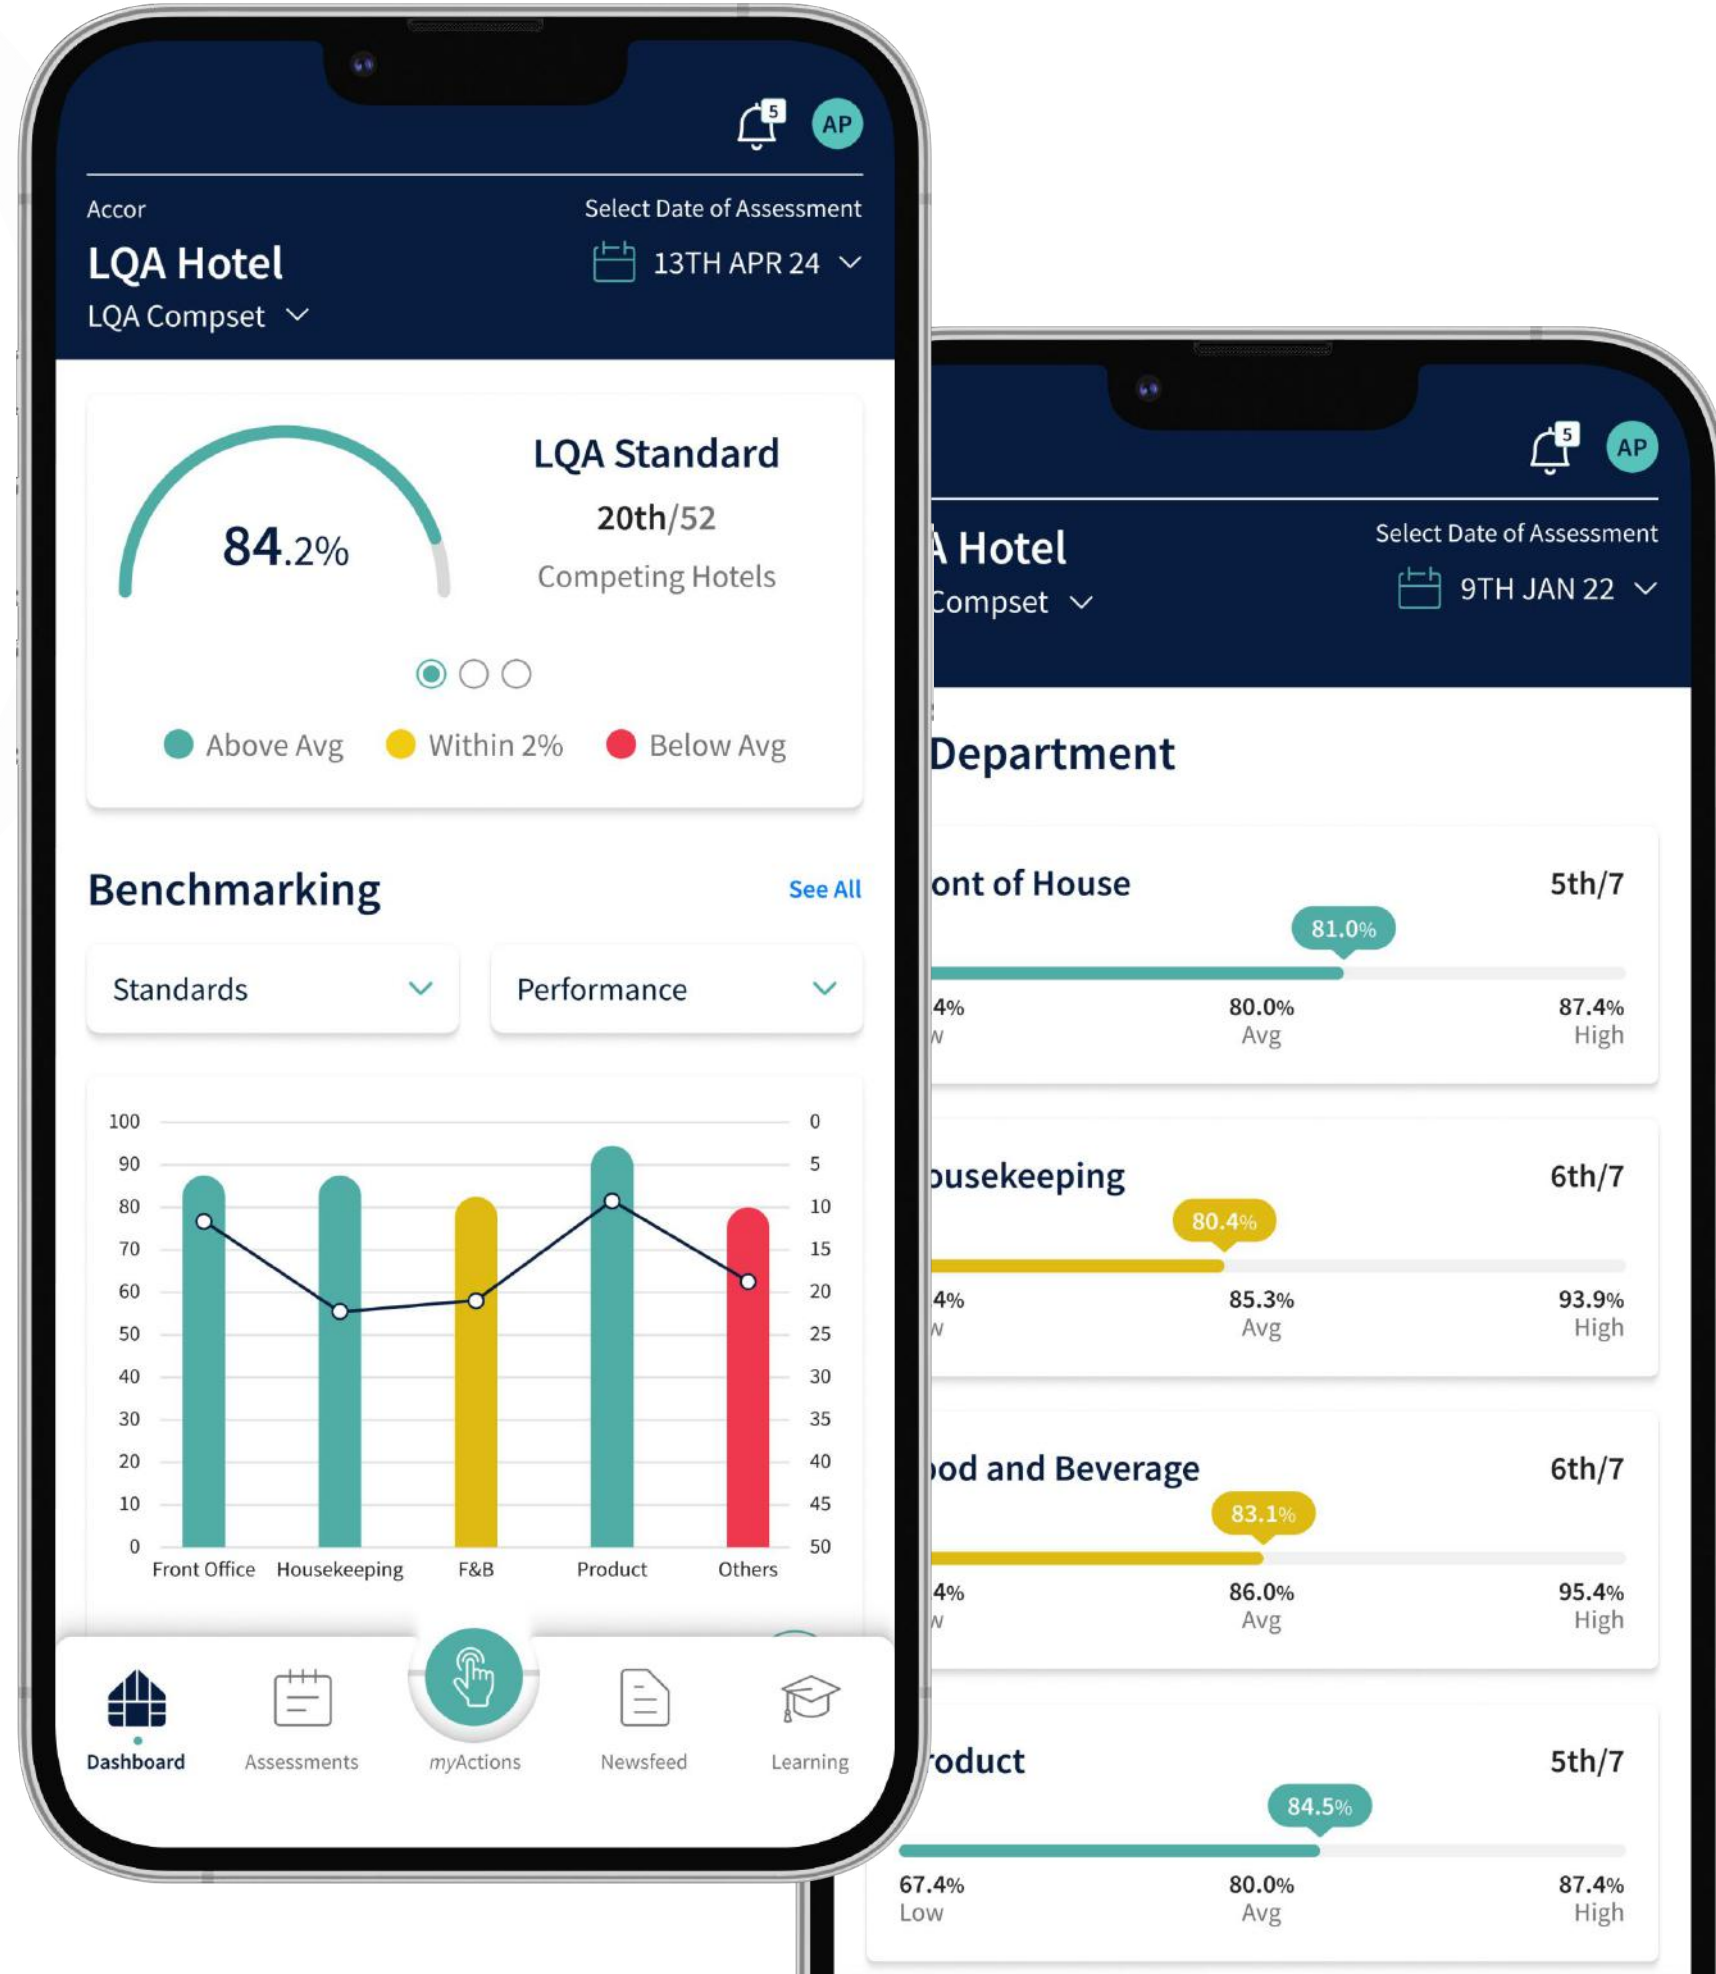 5
AP
Accor
Select Date of Assessment
LQA Hotel
13TH APR 24
LQA Compset
84.2%
LQA Standard
20th/52
Competing Hotels
Above Avg
Within 2%
Below Avg
Benchmarking
See All
Standards
Performance
100
90
80
70
60
50
40
30
20
10
0
0
5
10
15
20
25
30
35
40
45
50
Front Office
Housekeeping
F&B
Product
Others
Dashboard
Assessments
myActions
Newsfeed
Learning
5
AP
Hotel
Select Date of Assessment
Compset
9TH JAN 22
Department
ont of House
5th/7
81.0%
4%
80.0%
87.4%
Avg
High
ousekeeping
6th/7
80.4%
4%
85.3%
93.9%
Avg
High
ood and Beverage
6th/7
83.1%
4%
86.0%
95.4%
Avg
High
roduct
5th/7
84.5%
67.4%
80.0%
87.4%
Low
Avg
High